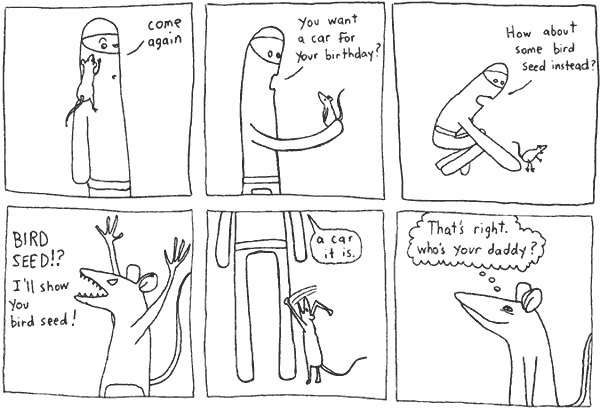 come
again
You want
a car for
your birthday?
How about
some bird
seed instead?
BIRD
SEED!?
I'll show
you
bird seed!
a car
it is.
That's right.
who's your daddy?